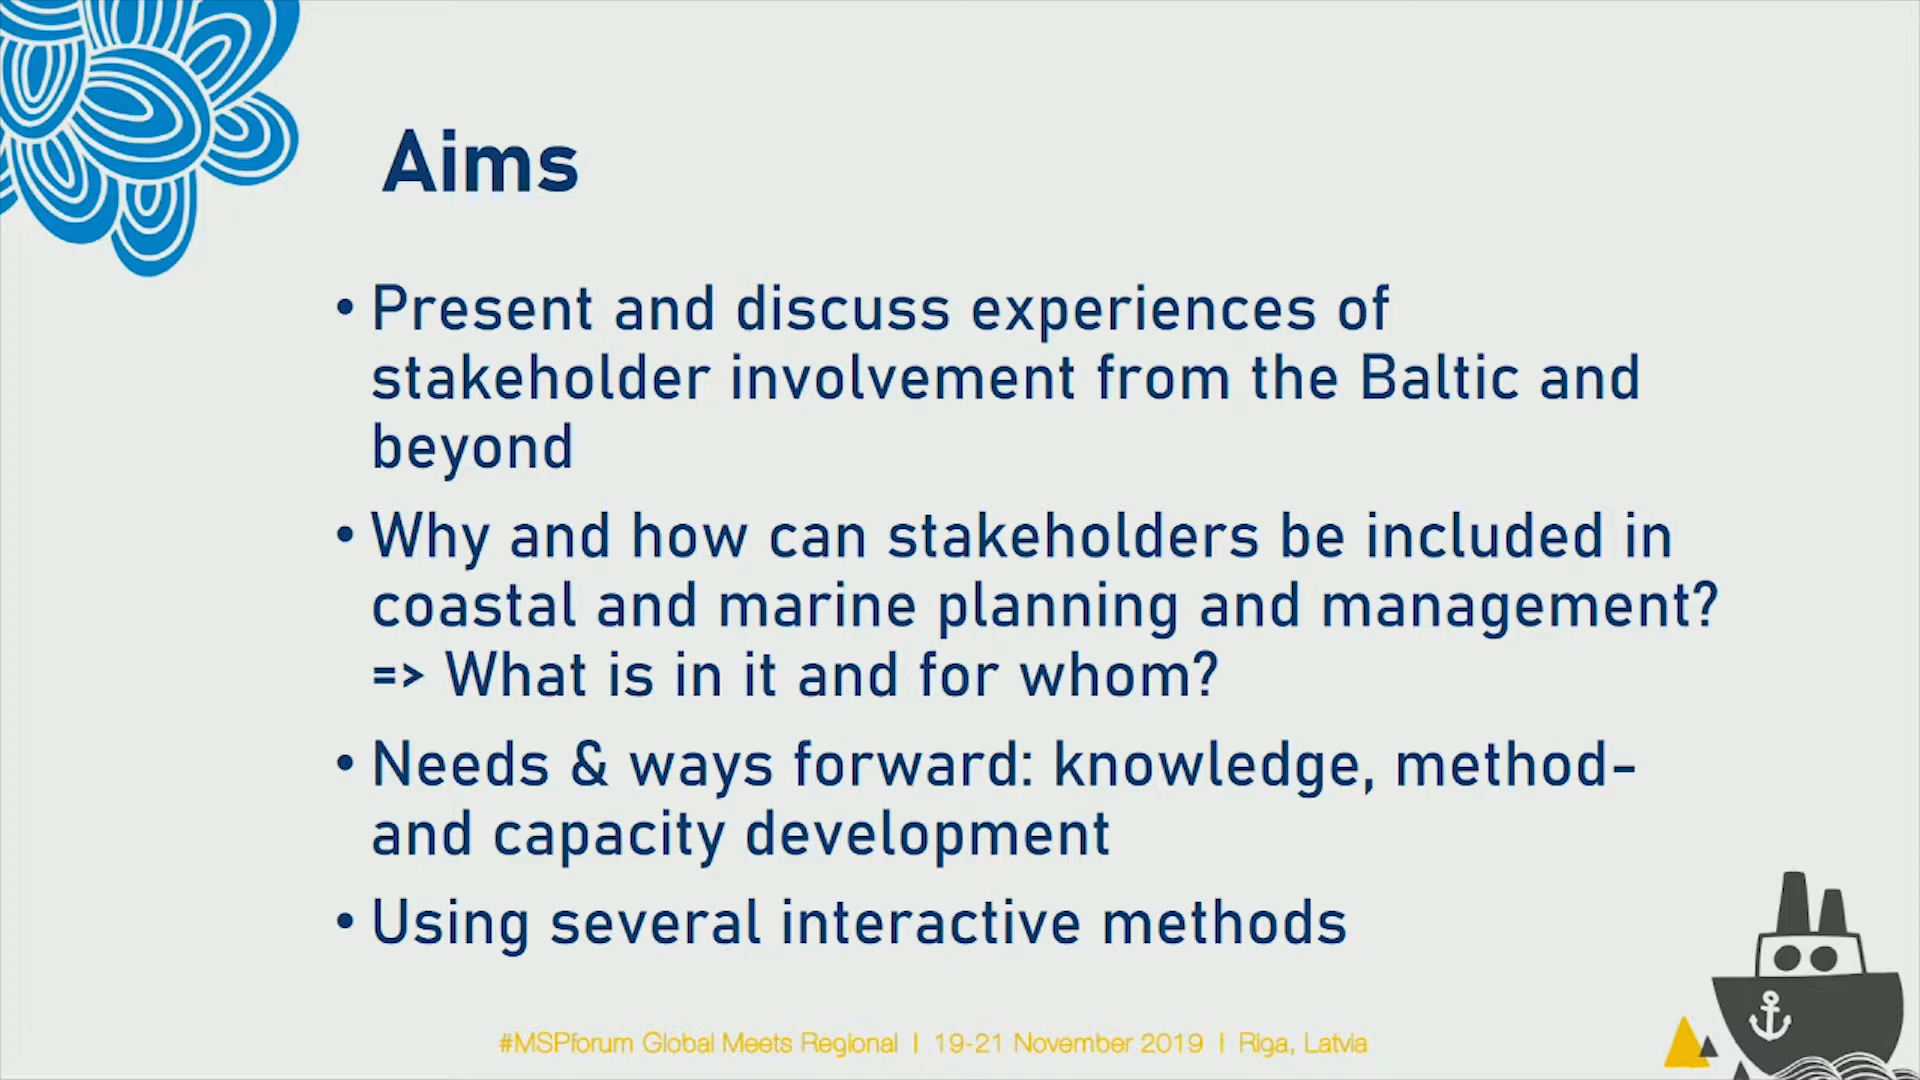 Aims
• Present and discuss experiences of
stakeholder involvement from the Baltic and
beyond
• Why and how can stakeholders be included in
coastal and marine planning and management?
=> What is in it and for whom?
• Needs & ways forward: knowledge, method-
and capacity development
• Using several interactive methods
#MSPforum Global Meets Regional | 19-21 November 2019 | Riga, Latvia